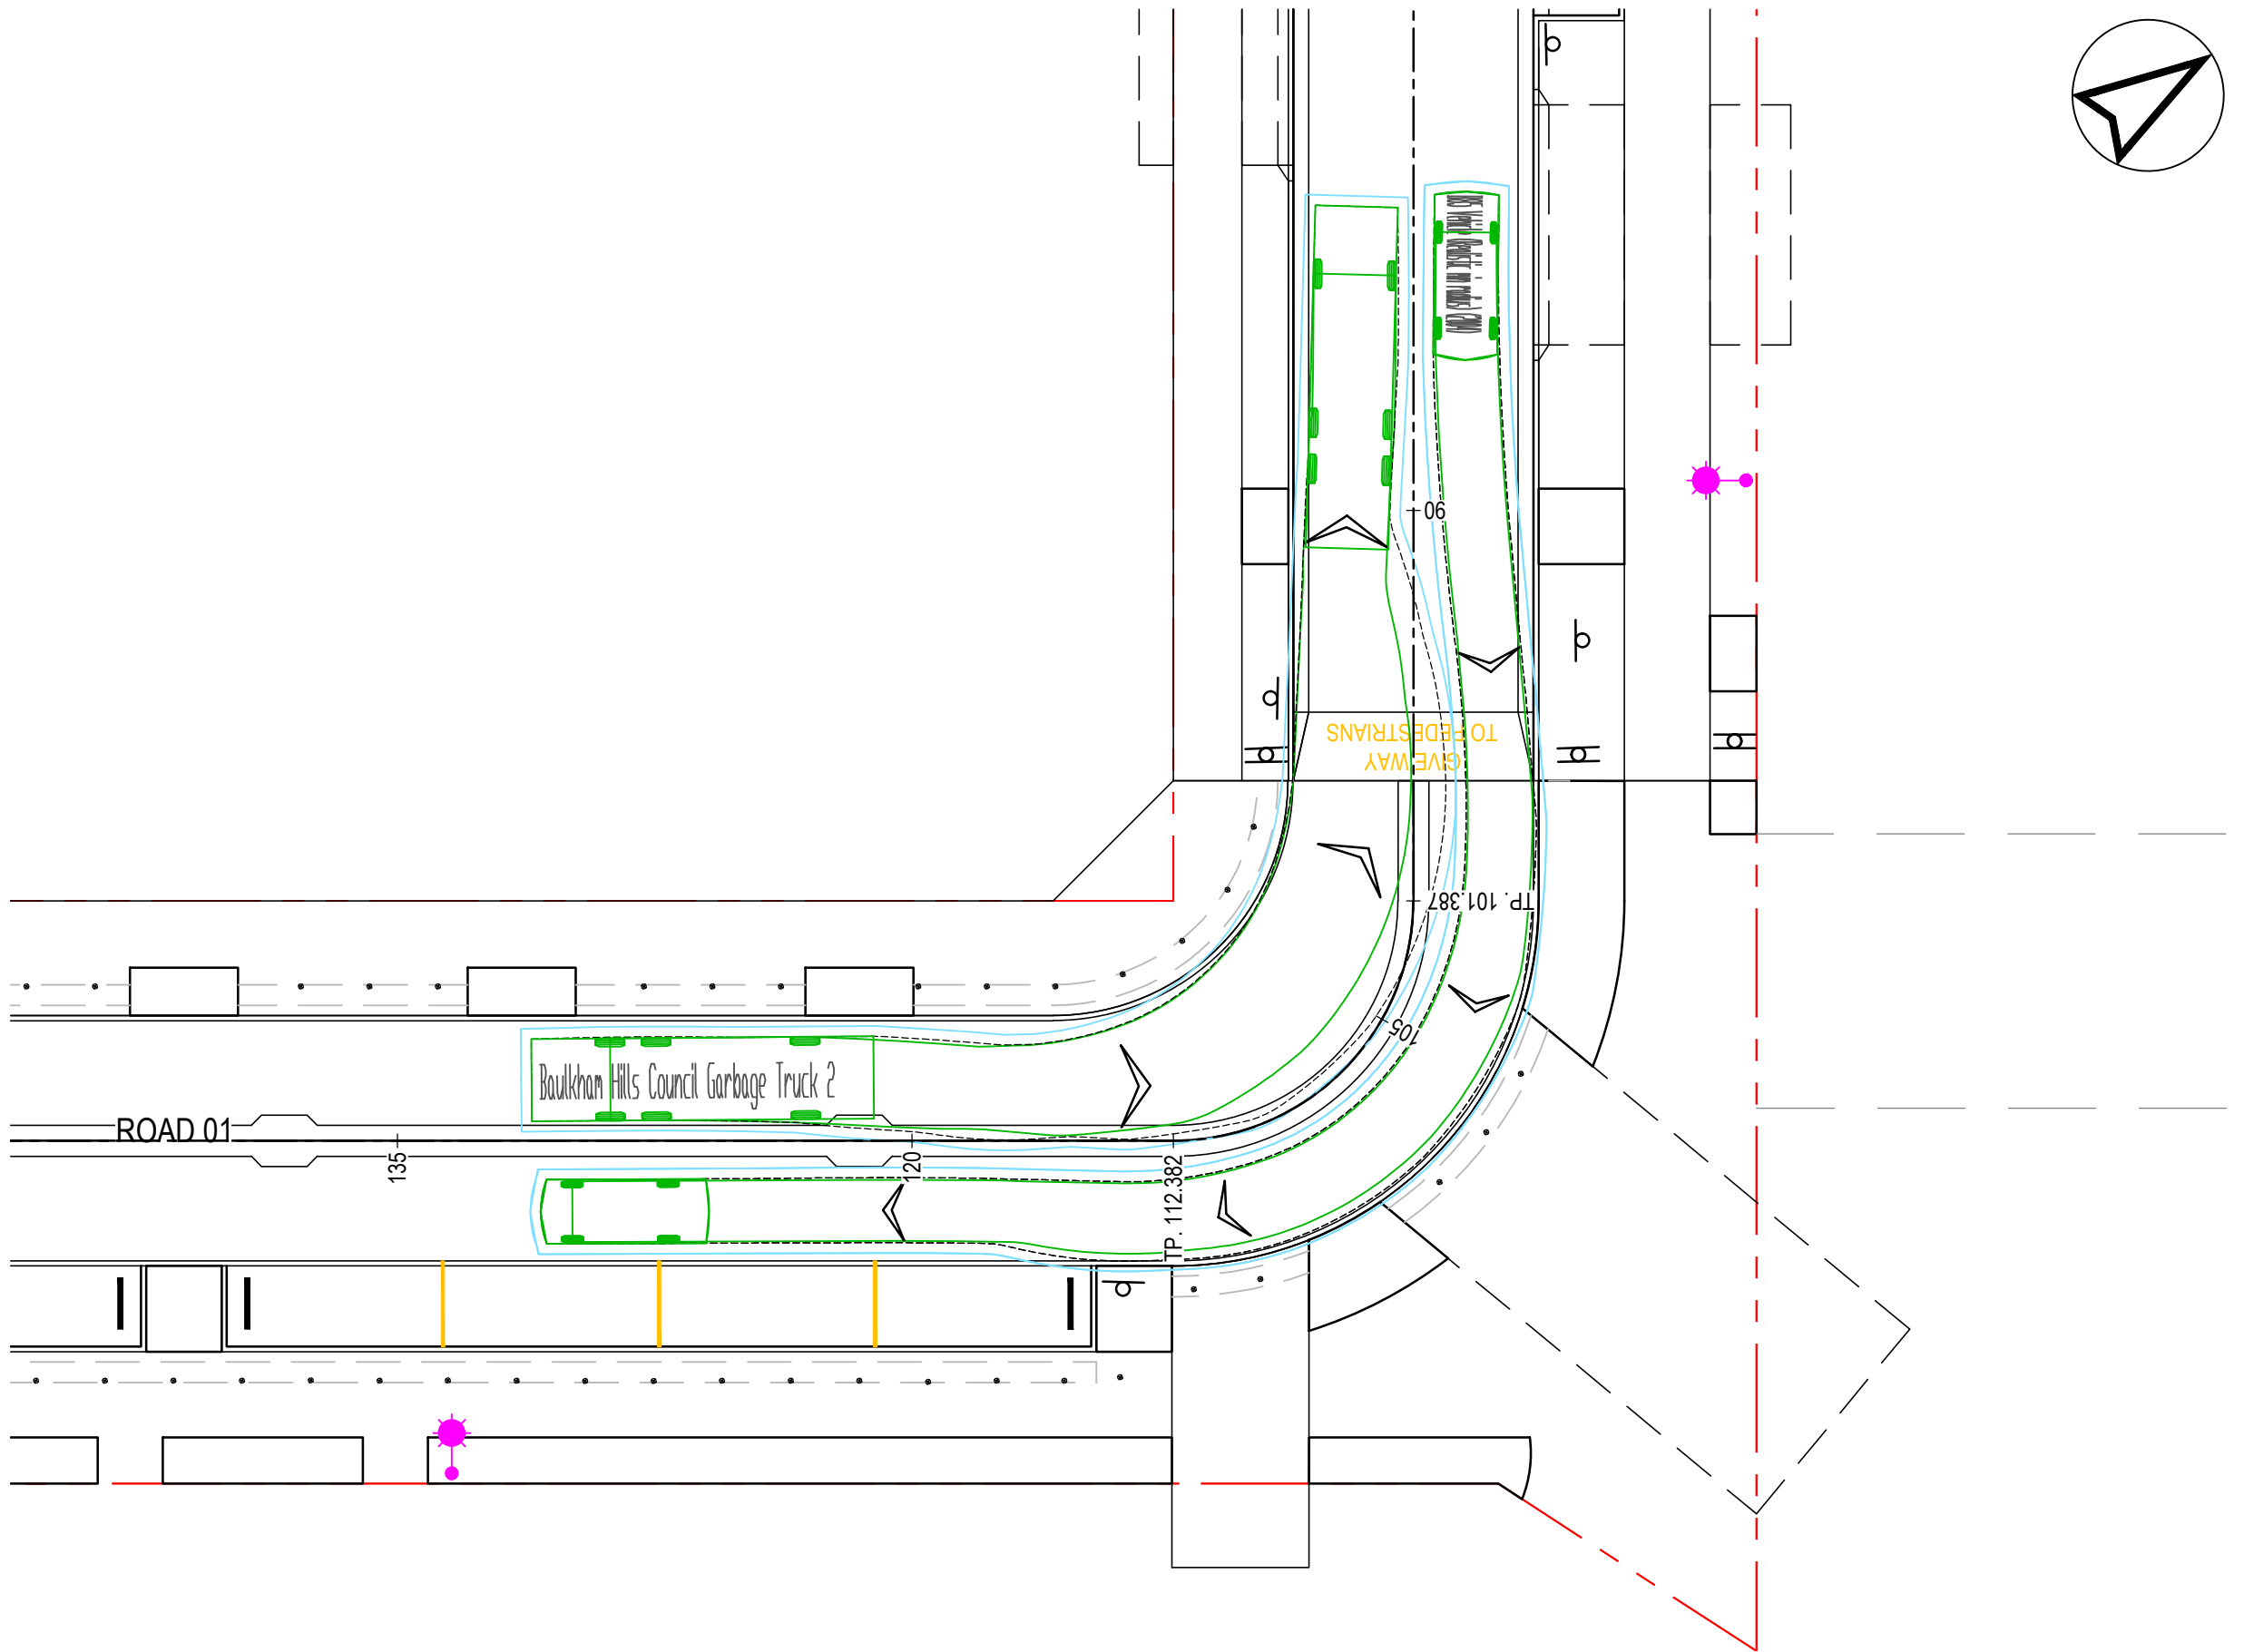 90
GIVE WAY
TO PEDESTRIANS
TP. 101.387
105
Baulkham Hills Council Garbage Truck 2
ROAD 01
135
120
TP. 112.382